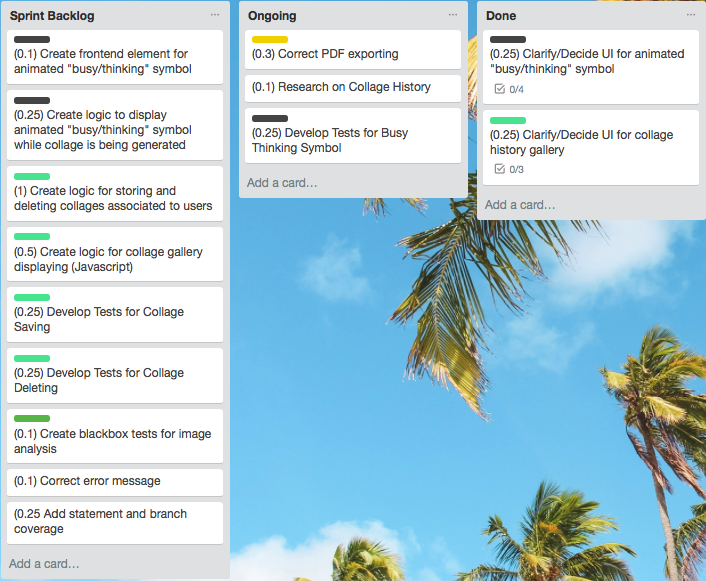 Sprint Backlog
(0.1) Create frontend element for
animated "busy/thinking" symbol
(0.25) Create logic to display
animated "busy/thinking" symbol
while collage is being generated
(1) Create logic for storing and
deleting collages associated to users
(0.5) Create logic for collage gallery
displaying (Javascript)
(0.25) Develop Tests for Collage
Saving
(0.25) Develop Tests for Collage
Deleting
(0.1) Create blackbox tests for image
analysis
(0.1) Correct error message
(0.25 Add statement and branch
coverage
Add a card…
Ongoing
(0.3) Correct PDF exporting
(0.1) Research on Collage History
(0.25) Develop Tests for Busy
Thinking Symbol
Add a card…
Done
(0.25) Clarify/Decide UI for animated
"busy/thinking" symbol
0/4
(0.25) Clarify/Decide UI for collage
history gallery
0/3
Add a card…